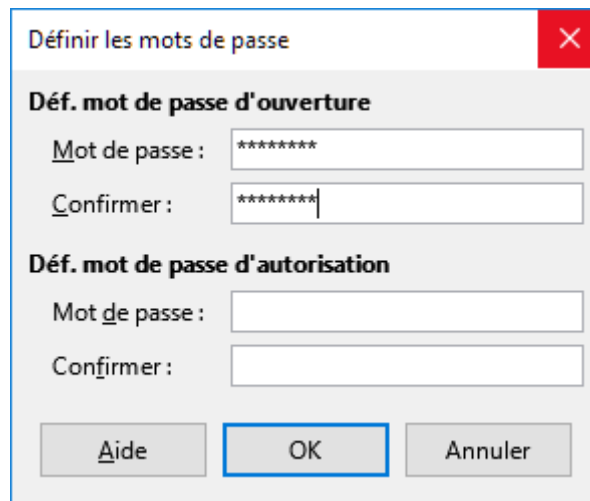 Définir les mots de passe
Déf. mot de passe d'ouverture
Mot de passe : ********
Confirmer : ********
Déf. mot de passe d'autorisation
Mot de passe :
Confirmer :
Aide OK Annuler